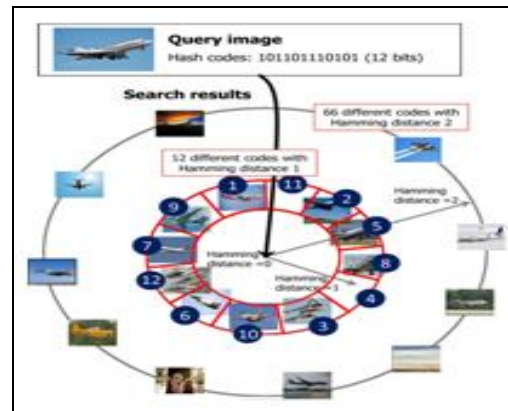 Query image
Hash codes: 101101110101 (12 bits)
Search results
66 different codes with
Hamming distance 2
12 different codes with
Hamming distance 1
1
11
2
9
Hamming
distance =2
5
7
Hamming
distance =0
8
Hamming
distance =1
12
4
6
10
3